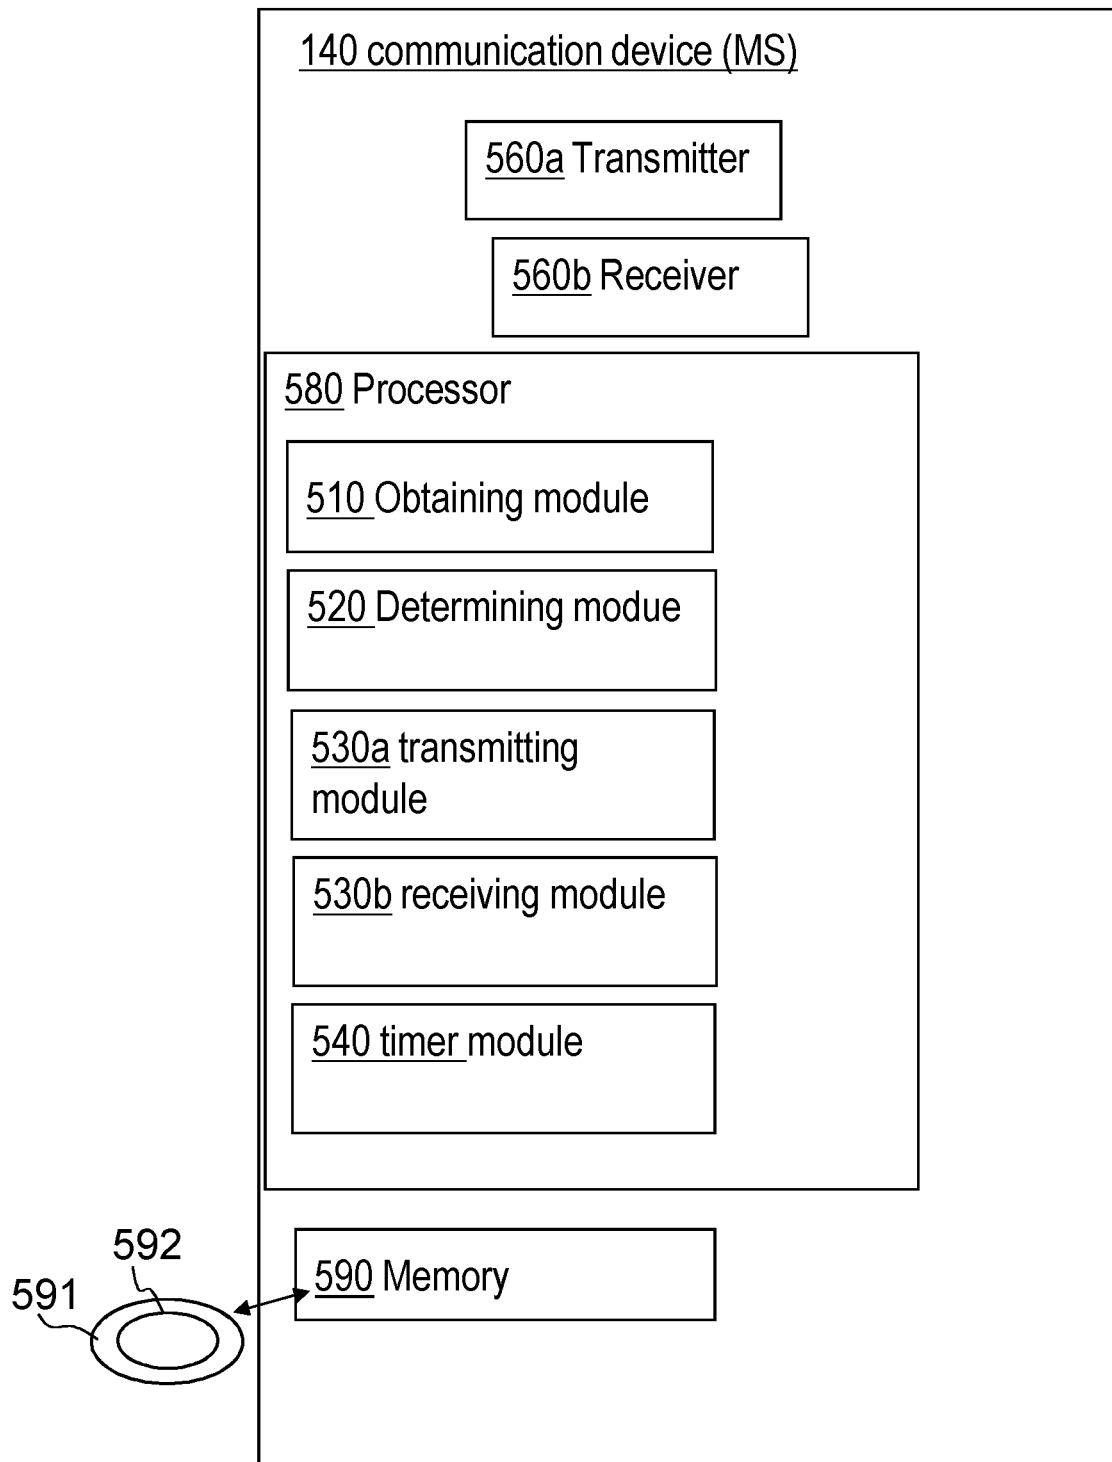 140 communication device (MS)
560a Transmitter
560b Receiver
580 Processor
510 Obtaining module
520 Determining modue
530a transmitting
module
530b receiving module
540 timer module
592
591
590 Memory